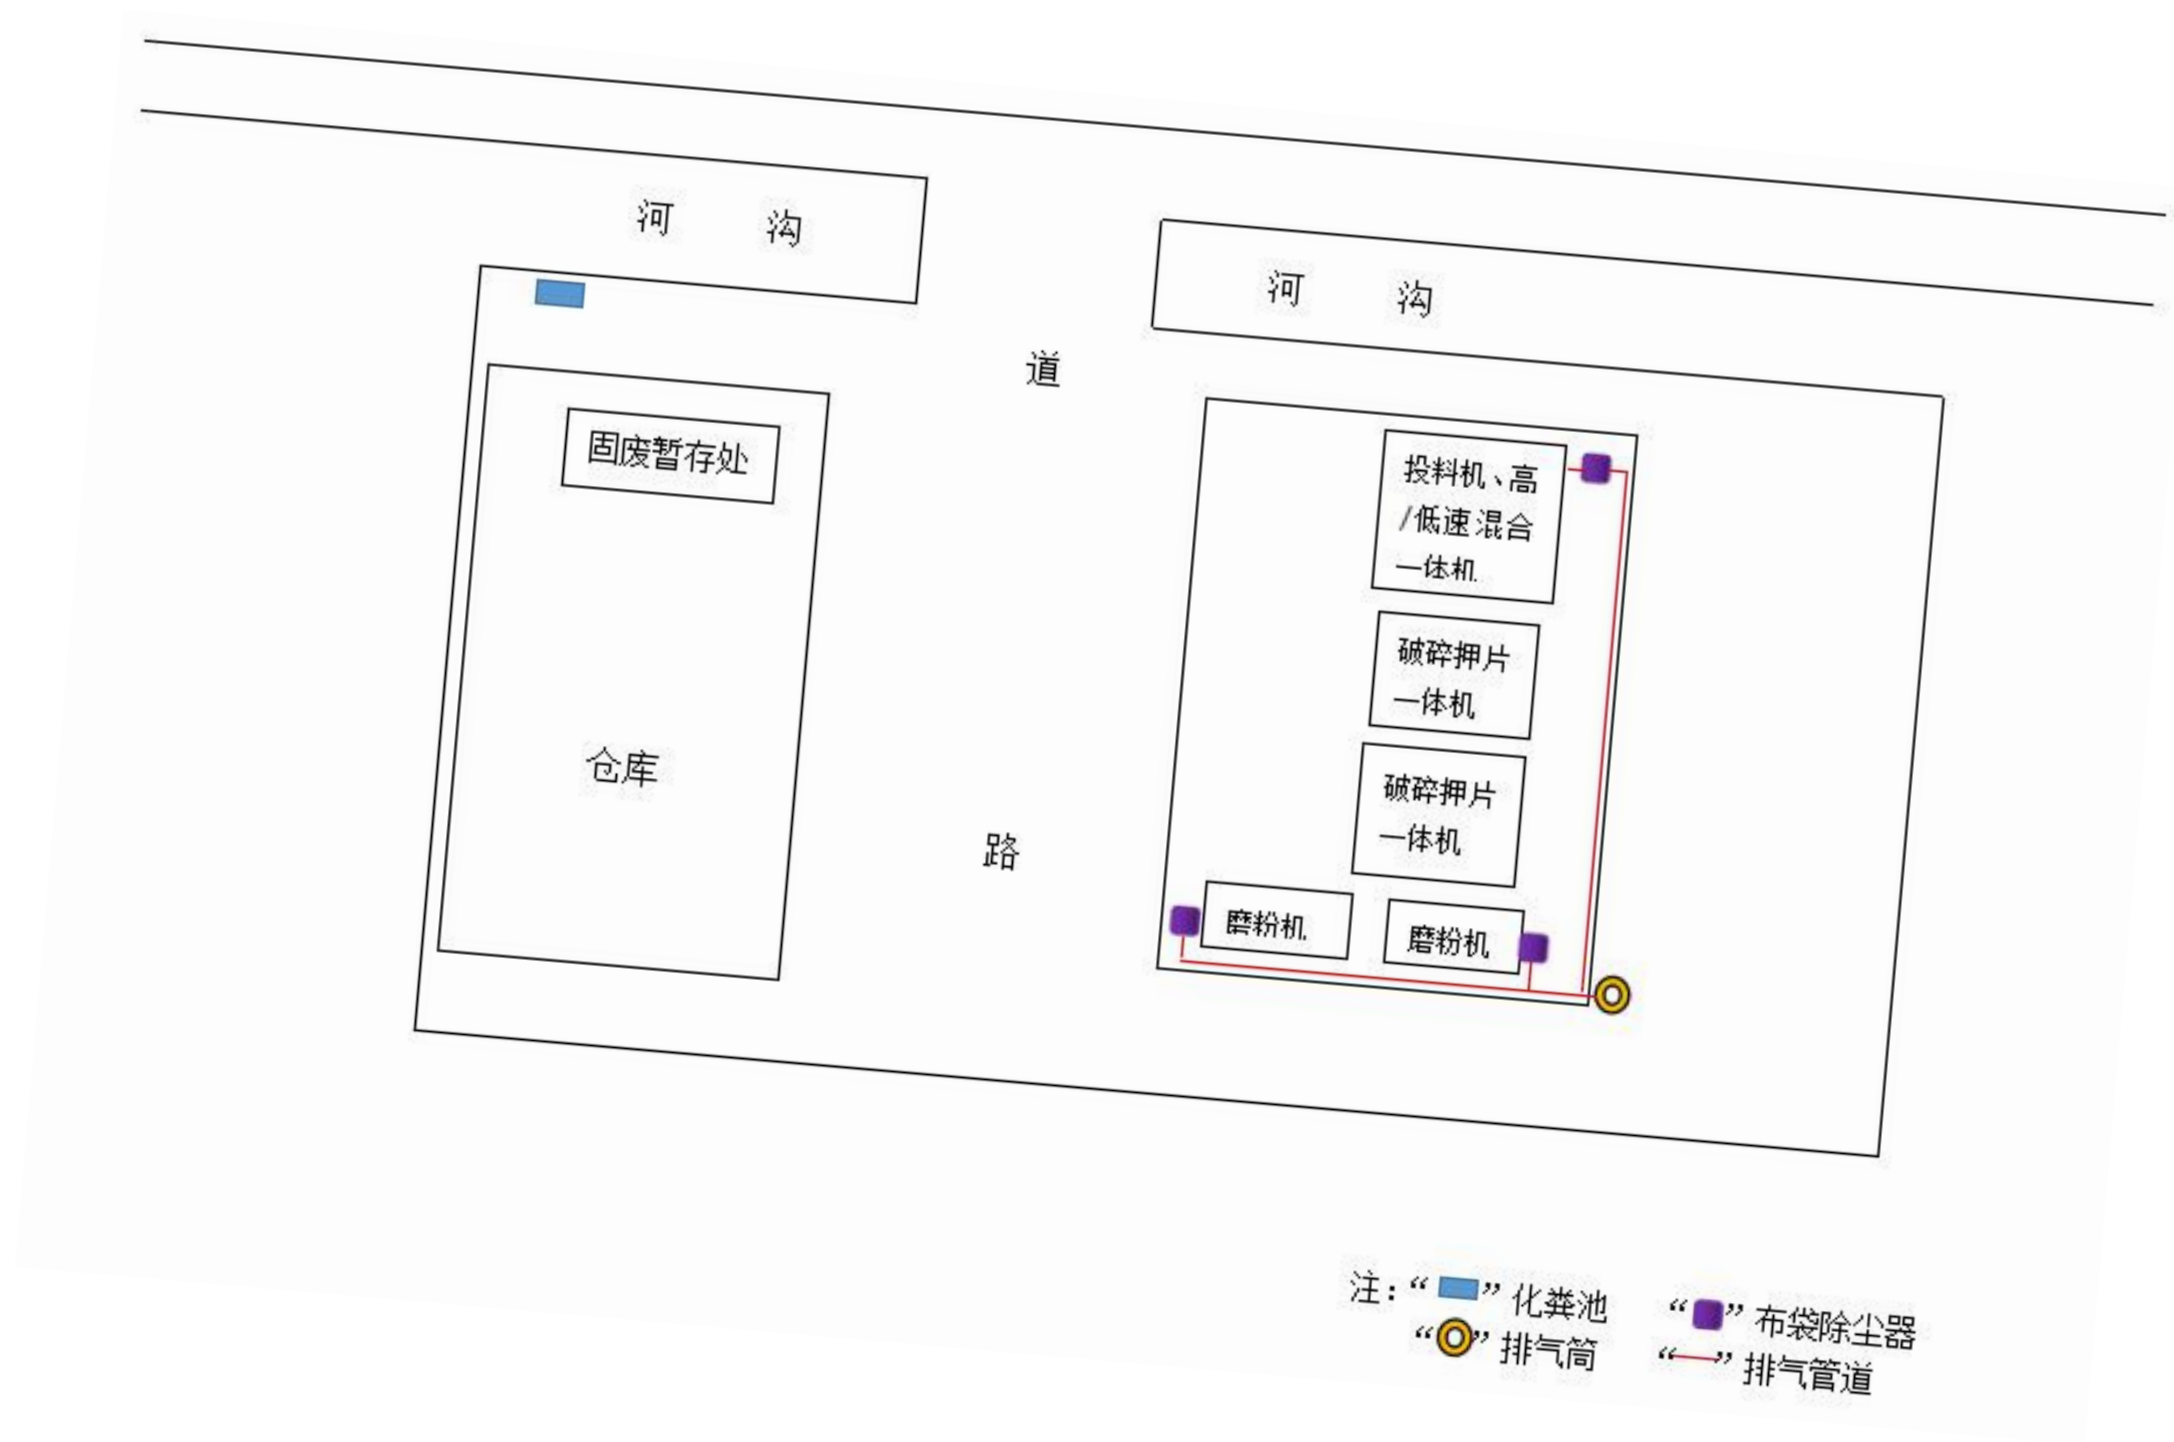 河 沟
河 沟
道
固废暂存处
投料机、高
/低速混合
一体机
破碎押片
一体机
仓库
破碎押片
一体机
路
磨粉机
磨粉机
注：“ ” 化粪池 “ ” 布袋除尘器
“ ” 排气筒 “ ” 排气管道